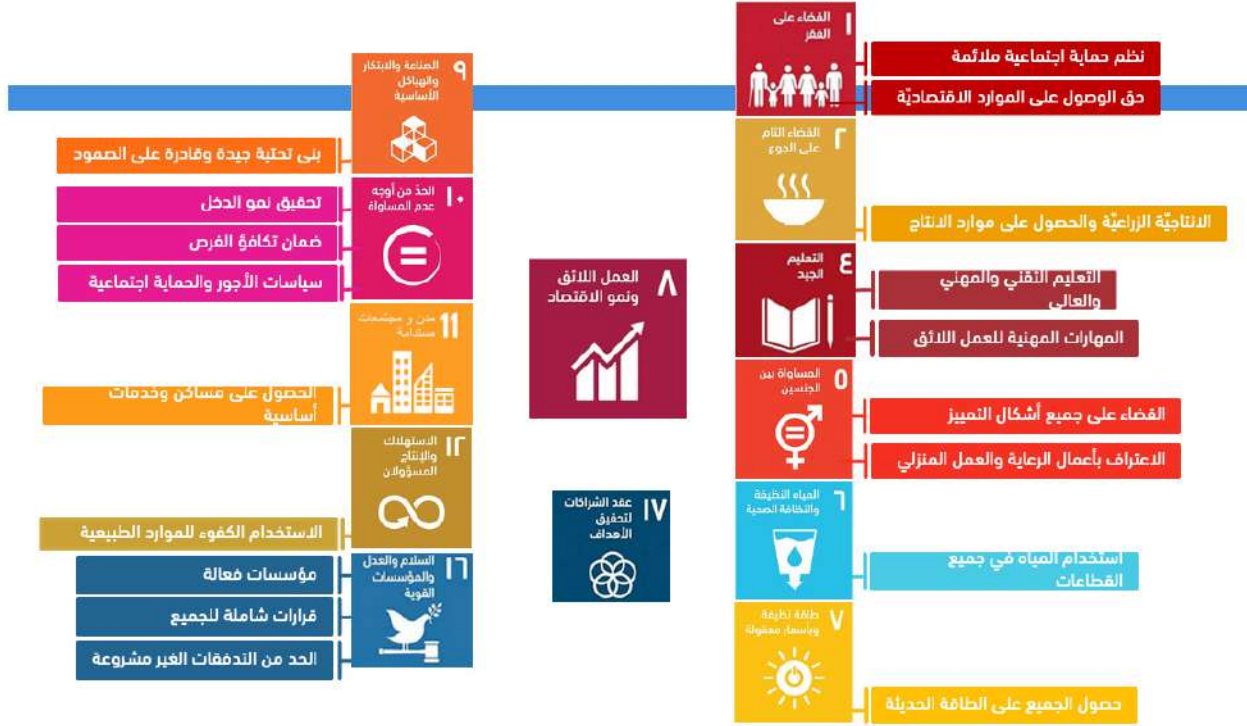 ١
القضاء على
الفقر
نظم حماية اجتماعية ملائمة
حق الوصول على الموارد الاقتصاديّة
٢
القضاء التام
على الجوع
الانتاجيّة الزراعيّة والحصول على موارد الانتاج
٤
التعليم
الجيد
التعليم التقني والمهني
والعالي
المهارات المهنية للعمل اللائق
٥
المساواة بين
الجنسين
القضاء على جميع أشكال التمييز
الاعتراف بأعمال الرعاية والعمل المنزلي
٦
المياه النظيفة
والنظافة الصحية
استخدام المياه في جميع
القطاعات
٧
طاقة نظيفة
وبأسعار معقولة
حصول الجميع على الطاقة الحديثة
٨
العمل اللائق
ونمو الاقتصاد
١٧
عقد الشراكات
لتحقيق
الأهداف
٩
الصناعة والابتكار
والهياكل
الأساسية
بنى تحتية جيدة وقادرة على الصمود
١٠
الحدّ من أوجه
عدم المساواة
تحقيق نمو الدخل
ضمان تكافؤ الفرص
سياسات الأجور والحماية اجتماعية
11
مدن و مجتمعات
مستدامة
الحصول على مساكن وخدمات
أساسية
١٢
الاستهلاك
والإنتاج
المسؤولان
الاستخدام الكفوء للموارد الطبيعية
١٦
السلام والعدل
والمؤسسات
القوية
مؤسسات فعالة
قرارات شاملة للجميع
الحد من التدفقات الغير مشروعة